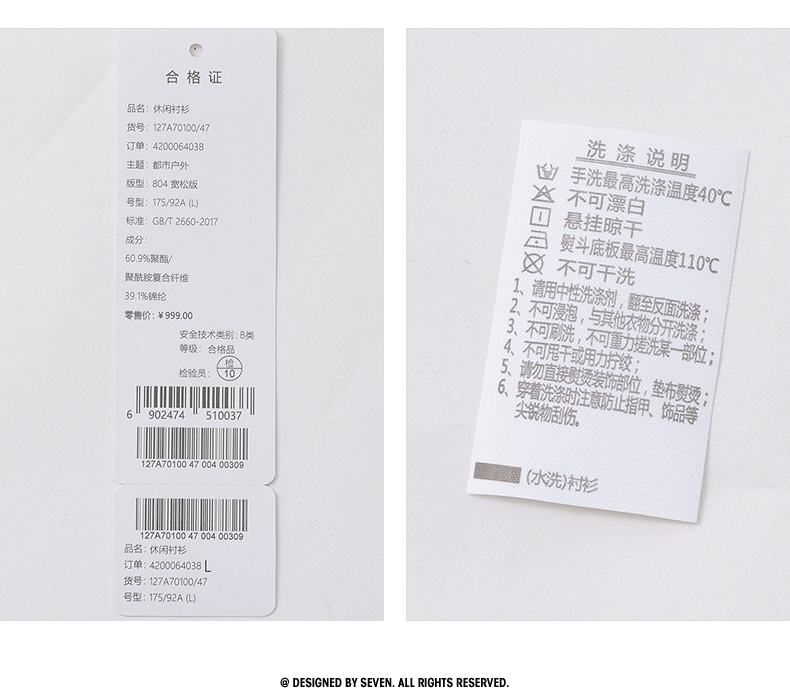 合格证
品名：休闲衬衫
货号：127A70100/47
订单：4200064038
主题：都市户外
版型：804 宽松版
号型：175/92A (L)
标准：GB/T 2660-2017
成分：
60.9%聚酯/
聚酰胺复合纤维
39.1%锦纶
零售价：￥999.00
安全技术类别：B类
等级：合格品
检验员：检 10
6 902474 510037
127A70100 47 004 00309
127A70100 47 004 00309
品名：休闲衬衫
订单：4200064038 L
货号：127A70100/47
号型：175/92A (L)
洗涤说明
手洗最高洗涤温度40℃
不可漂白
悬挂晾干
熨斗底板最高温度110℃
不可干洗
1、请用中性洗涤剂，翻至反面洗涤；
2、不可浸泡，与其他衣物分开洗涤；
3、不可刷洗，不可重力搓洗某一部位；
4、不可甩干或用力拧绞；
5、请勿直接熨烫装饰部位，垫布熨烫；
6、穿着洗涤时注意防止指甲、饰品等
尖锐物刮伤。
(水洗)衬衫
@ DESIGNED BY SEVEN. ALL RIGHTS RESERVED.